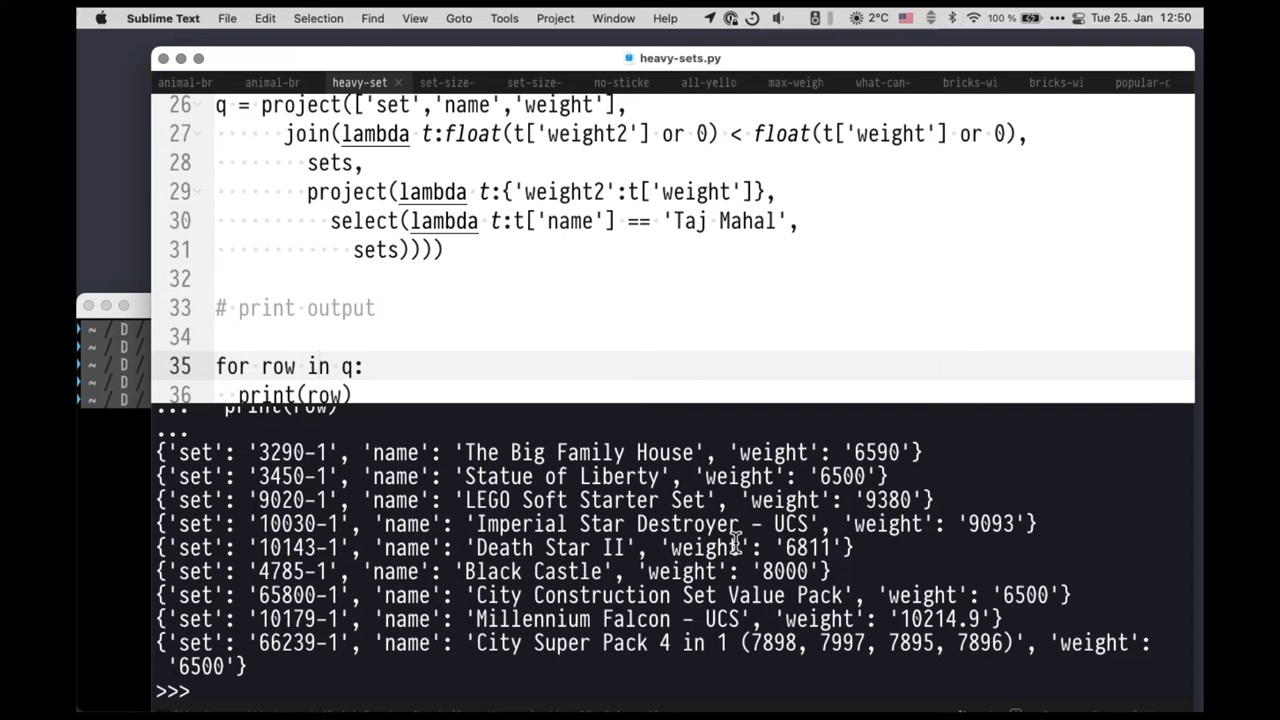 Sublime Text File Edit Selection Find View Goto Tools Project Window Help 2°C 100 % Tue 25. Jan 12:50
heavy-sets.py
animal-br animal-br heavy-set × set-size- set-size- no-sticke all-yello max-weigh what-can- bricks-wi bricks-wi popular-c
26 q = project(['set','name','weight'],
27 join(lambda t:float(t['weight2'] or 0) < float(t['weight'] or 0),
28 sets,
29 project(lambda t:{'weight2':t['weight']},
30 select(lambda t:t['name'] == 'Taj Mahal',
31 sets))))
32
33 # print output
34
35 for row in q:
36 print(row)
~ / D /
~ / D /
~ / D /
~ / D /
~ / D /
... print(row)
...
{'set': '3290-1', 'name': 'The Big Family House', 'weight': '6590'}
{'set': '3450-1', 'name': 'Statue of Liberty', 'weight': '6500'}
{'set': '9020-1', 'name': 'LEGO Soft Starter Set', 'weight': '9380'}
{'set': '10030-1', 'name': 'Imperial Star Destroyer - UCS', 'weight': '9093'}
{'set': '10143-1', 'name': 'Death Star II', 'weight': '6811'}
{'set': '4785-1', 'name': 'Black Castle', 'weight': '8000'}
{'set': '65800-1', 'name': 'City Construction Set Value Pack', 'weight': '6500'}
{'set': '10179-1', 'name': 'Millennium Falcon - UCS', 'weight': '10214.9'}
{'set': '66239-1', 'name': 'City Super Pack 4 in 1 (7898, 7997, 7895, 7896)', 'weight':
'6500'}
>>>